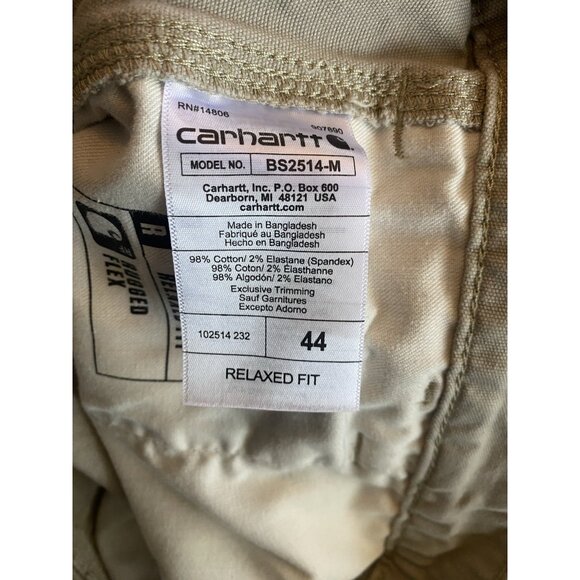 RN#14806
907890
carhartt
MODEL NO. BS2514-M
Carhartt, Inc. P.O. Box 600
Dearborn, MI 48121 USA
carhartt.com
Made in Bangladesh
Fabriqué au Bangladesh
Hecho en Bangladesh
98% Cotton/ 2% Elastane (Spandex)
98% Coton/ 2% Élasthanne
98% Algodón/ 2% Elastano
Exclusive Trimming
Sauf Garnitures
Excepto Adorno
102514 232
44
RELAXED FIT
RUGGED
FLEX